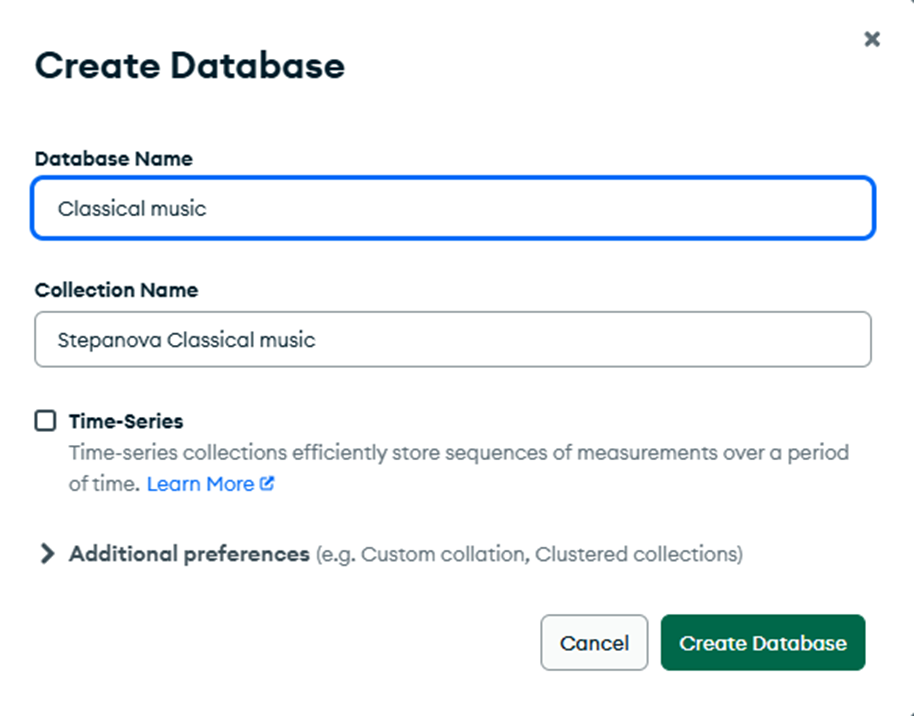 Create Database
Database Name
Classical music
Collection Name
Stepanova Classical music
Time-Series
Time-series collections efficiently store sequences of measurements over a period
of time. Learn More
Additional preferences (e.g. Custom collation, Clustered collections)
Cancel
Create Database